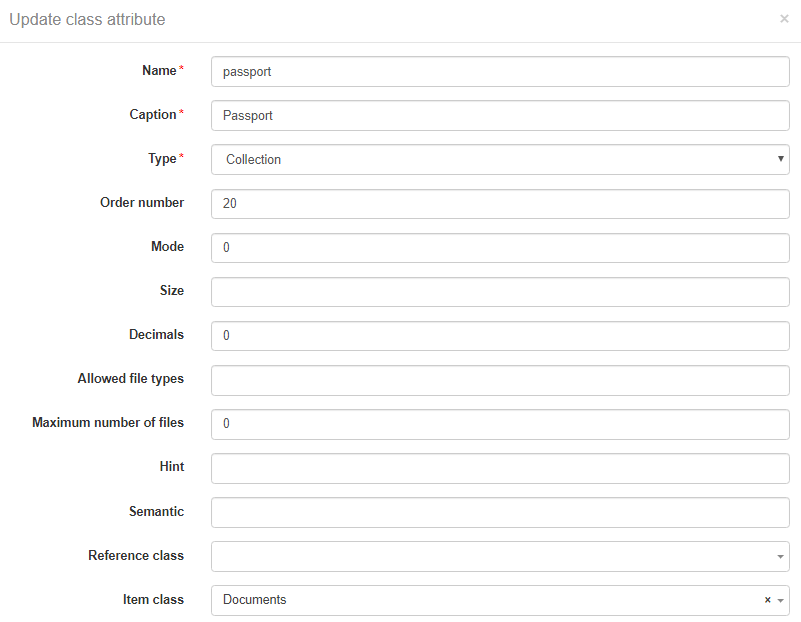 Update class attribute ×
Name* passport
Caption* Passport
Type* Collection
Order number 20
Mode 0
Size
Decimals 0
Allowed file types
Maximum number of files 0
Hint
Semantic
Reference class
Item class Documents ×